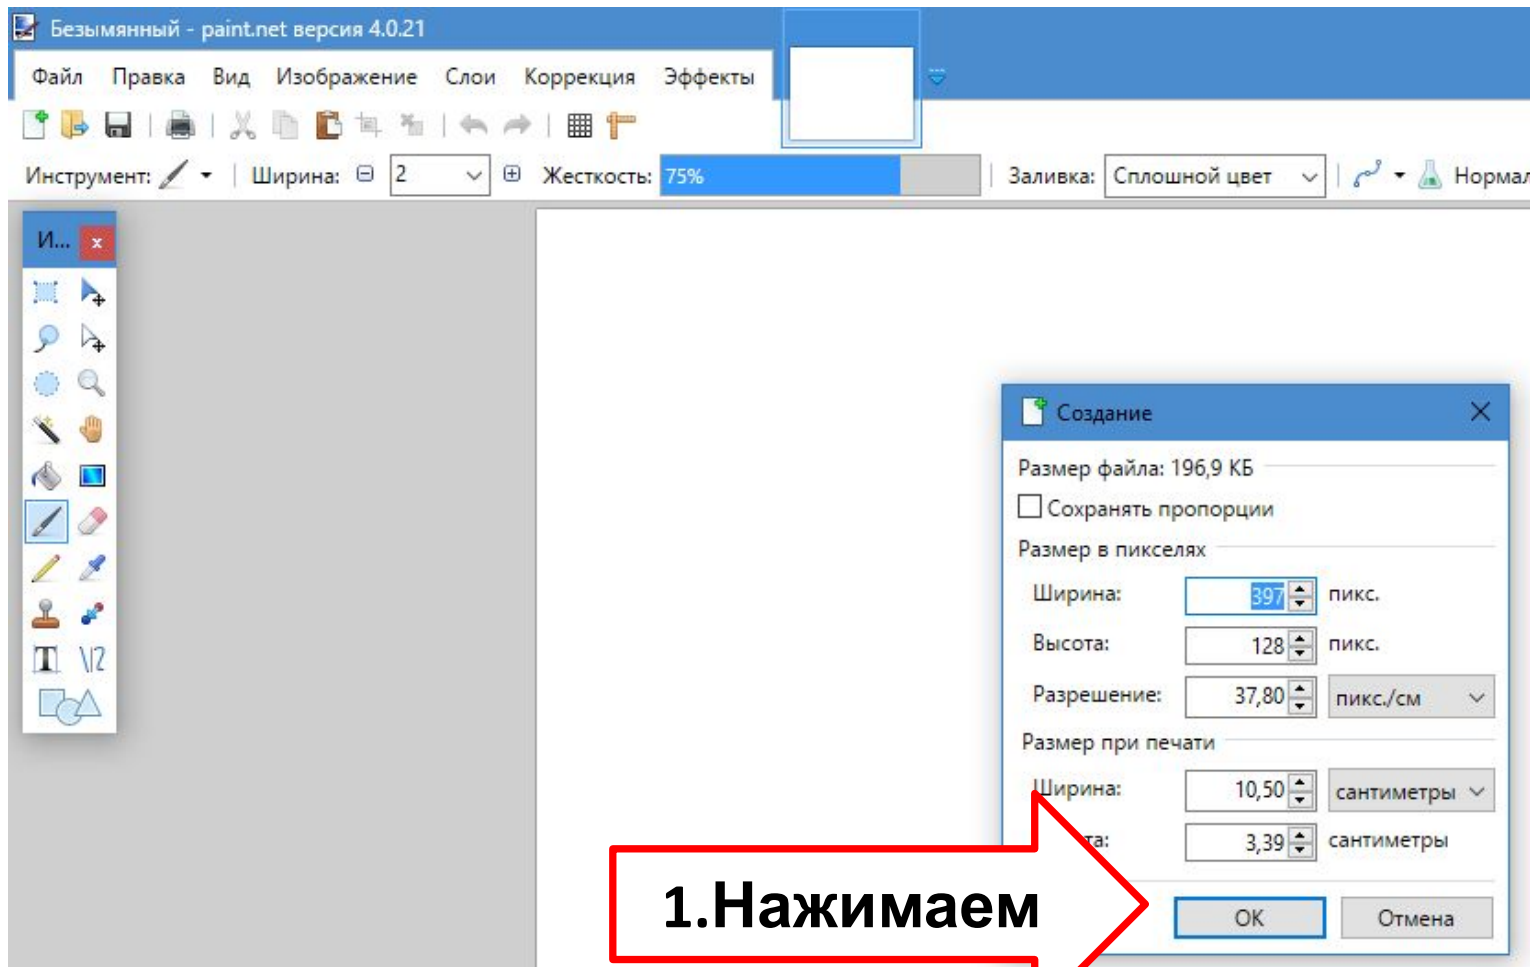 Безымянный - paint.net версия 4.0.21
Файл Правка Вид Изображение Слои Коррекция Эффекты
Инструмент: Ширина: 2 Жесткость: 75% Заливка: Сплошной цвет Нормал
И...
Создание
Размер файла: 196,9 КБ
Сохранять пропорции
Размер в пикселях
Ширина: 397 пикс.
Высота: 128 пикс.
Разрешение: 37,80 пикс./см
Размер при печати
Ширина: 10,50 сантиметры
та: 3,39 сантиметры
1.Нажимаем
OK Отмена